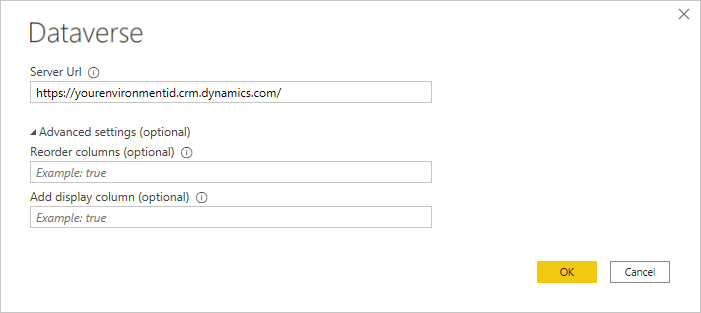 Dataverse
Server Url
https://yourenvironmentid.crm.dynamics.com/
Advanced settings (optional)
Reorder columns (optional)
Example: true
Add display column (optional)
Example: true
OK
Cancel